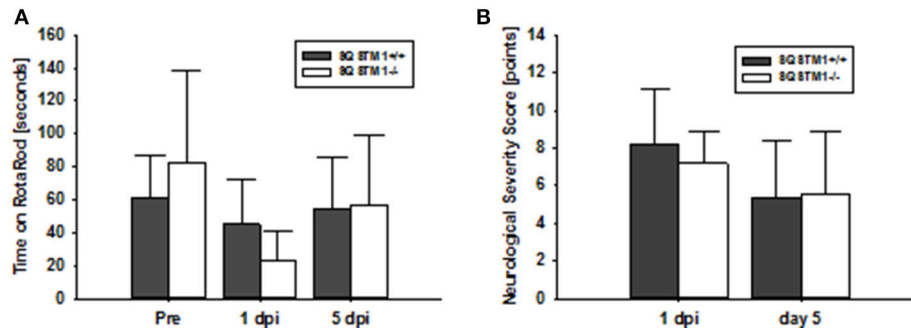 A
Time on RotaRod [seconds]
160
140
120
100
80
60
40
20
0
SQSTM1+/+
SQSTM1-/-
Pre
1 dpi
5 dpi
B
Neurological Severity Score [points]
14
12
10
8
6
4
2
0
SQSTM1+/+
SQSTM1-/-
1 dpi
day 5